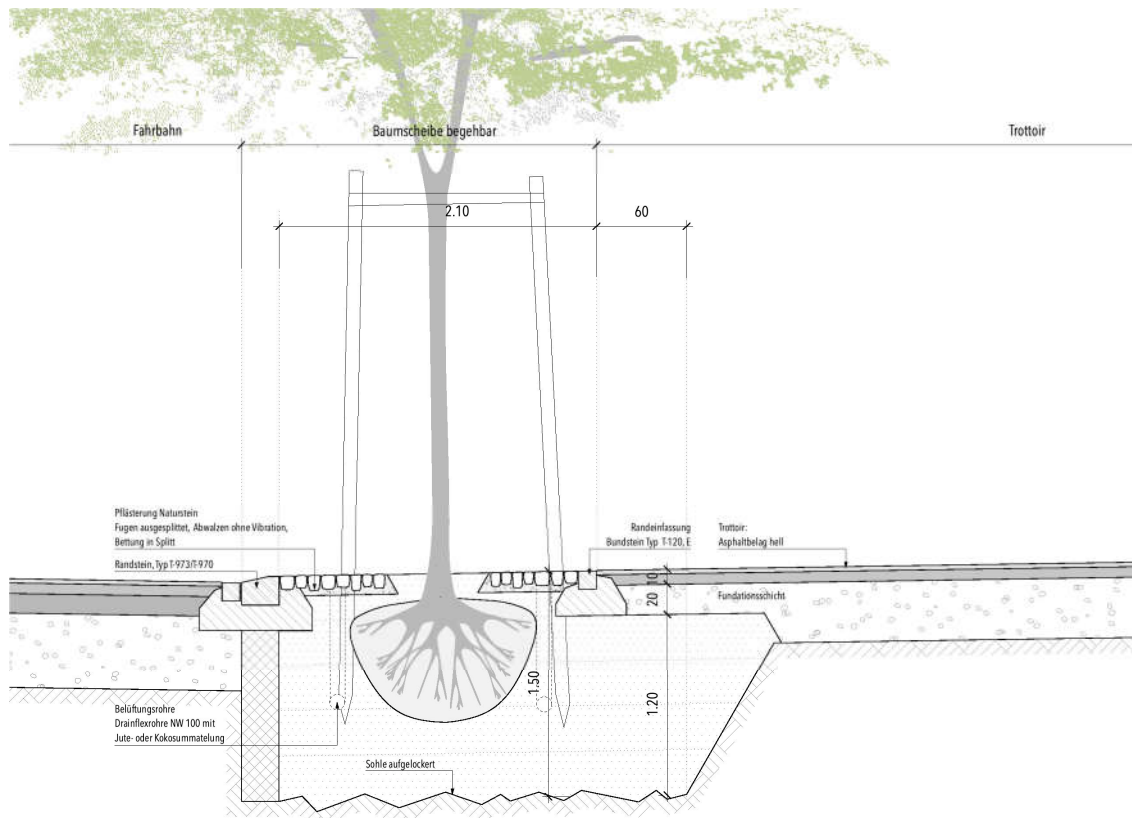 Fahrbahn
Baumscheibe begehbar
Trottoir
2.10
60
Pflästerung Naturstein
Fugen ausgesplittet, Abwalzen ohne Vibration,
Bettung in Splitt
Randstein, Typ T-973/T-970
Randeinfassung
Bundstein Typ T-120, E
Trottoir:
Asphaltbelag hell
10
20
Fundationsschicht
1.50
1.20
Belüftungsrohre
Drainflexrohre NW 100 mit
Jute- oder Kokosummatelung
Sohle aufgelockert